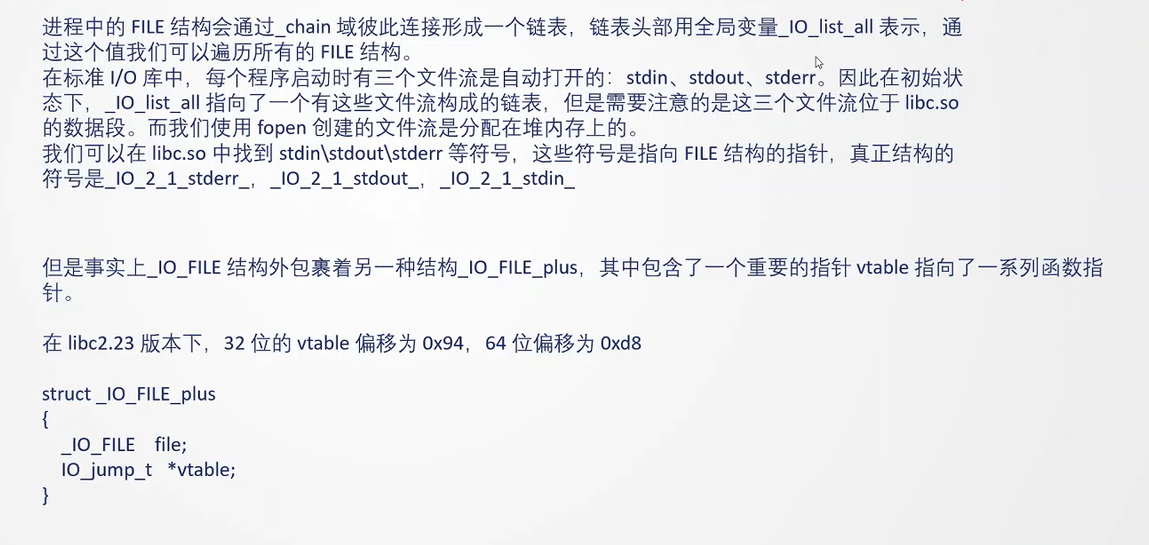 进程中的 FILE 结构会通过_chain 域彼此连接形成一个链表，链表头部用全局变量_IO_list_all 表示，通
过这个值我们可以遍历所有的 FILE 结构。
在标准 I/O 库中，每个程序启动时有三个文件流是自动打开的：stdin、stdout、stderr。因此在初始状
态下，_IO_list_all 指向了一个有这些文件流构成的链表，但是需要注意的是这三个文件流位于 libc.so
的数据段。而我们使用 fopen 创建的文件流是分配在堆内存上的。
我们可以在 libc.so 中找到 stdin\stdout\stderr 等符号，这些符号是指向 FILE 结构的指针，真正结构的
符号是_IO_2_1_stderr_，_IO_2_1_stdout_，_IO_2_1_stdin_
但是事实上_IO_FILE 结构外包裹着另一种结构_IO_FILE_plus，其中包含了一个重要的指针 vtable 指向了一系列函数指
针。
在 libc2.23 版本下，32 位的 vtable 偏移为 0x94，64 位偏移为 0xd8
struct _IO_FILE_plus
{
_IO_FILE file;
IO_jump_t *vtable;
}